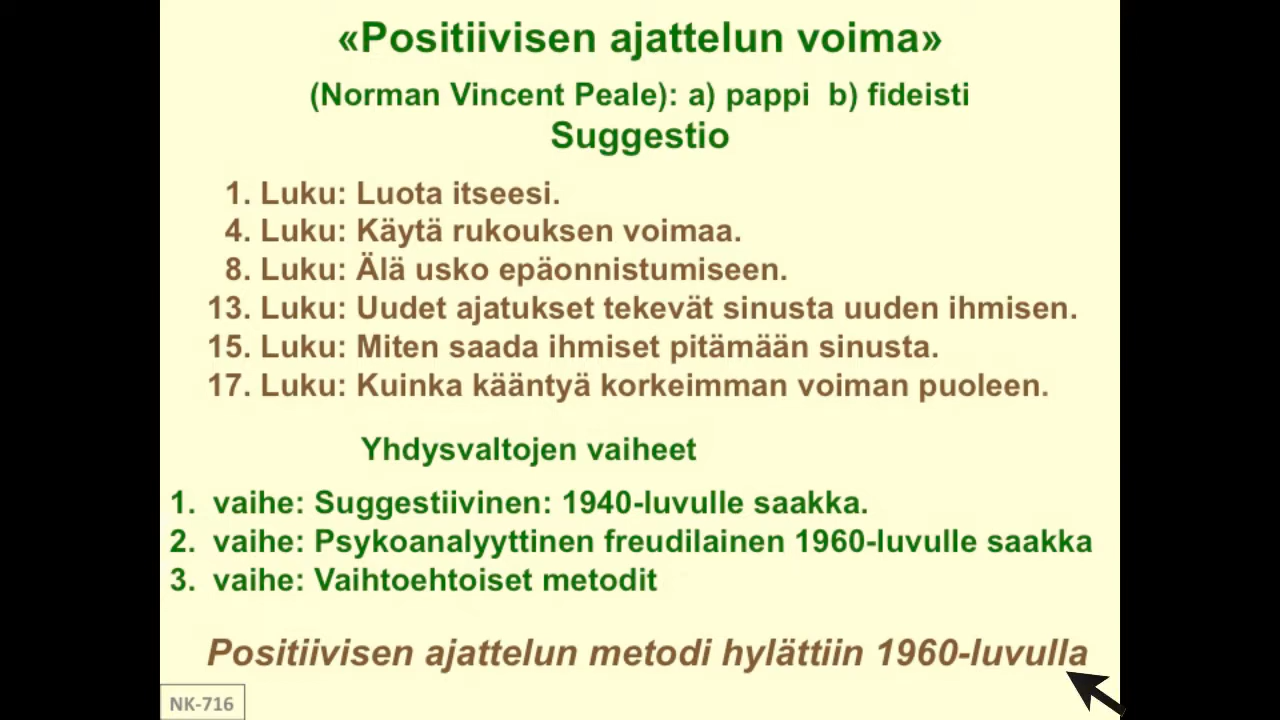 «Positiivisen ajattelun voima»
(Norman Vincent Peale): a) pappi b) fideisti
Suggestio
1. Luku: Luota itseesi.
4. Luku: Käytä rukouksen voimaa.
8. Luku: Älä usko epäonnistumiseen.
13. Luku: Uudet ajatukset tekevät sinusta uuden ihmisen.
15. Luku: Miten saada ihmiset pitämään sinusta.
17. Luku: Kuinka kääntyä korkeimman voiman puoleen.
Yhdysvaltojen vaiheet
1. vaihe: Suggestiivinen: 1940-luvulle saakka.
2. vaihe: Psykoanalyyttinen freudilainen 1960-luvulle saakka
3. vaihe: Vaihtoehtoiset metodit
Positiivisen ajattelun metodi hylättiin 1960-luvulla
NK-716